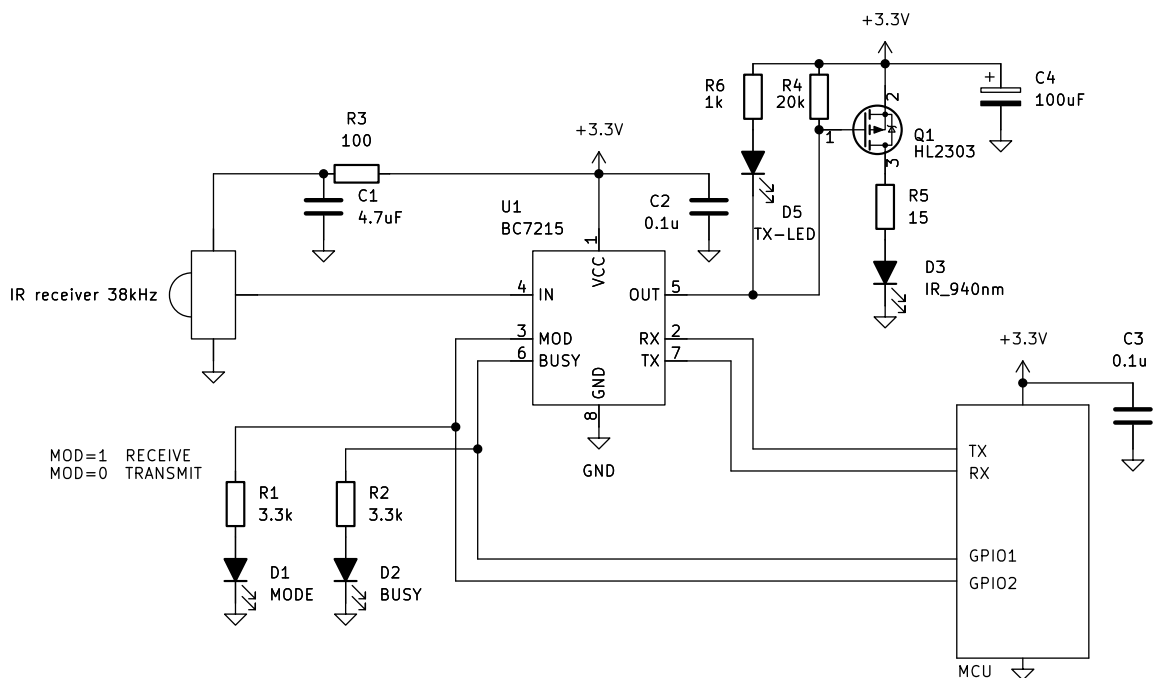 +3.3V
R6
1k
R4
20k
2
+
C4
100uF
1
Q1
HL2303
3
R3
100
+3.3V
C1
4.7uF
C2
0.1u
U1
BC7215
1
VCC
R5
15
D5
TX-LED
D3
IR_940nm
IR receiver 38kHz
4
IN
OUT
5
3
MOD
RX
2
6
BUSY
TX
7
GND
8
GND
+3.3V
C3
0.1u
MOD=1 RECEIVE
MOD=0 TRANSMIT
TX
RX
R1
3.3k
R2
3.3k
GPIO1
GPIO2
D1
MODE
D2
BUSY
MCU